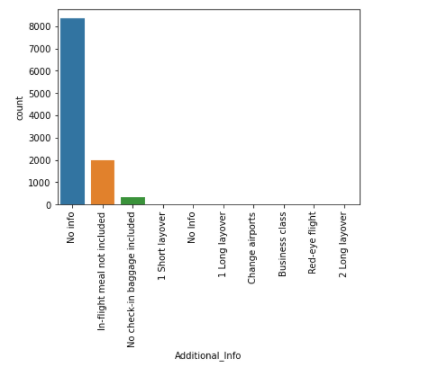 8000
7000
6000
5000
4000
3000
2000
1000
0
count
No info
In-flight meal not included
No check-in baggage included
1 Short layover
No Info
1 Long layover
Change airports
Business class
Red-eye flight
2 Long layover
Additional_Info